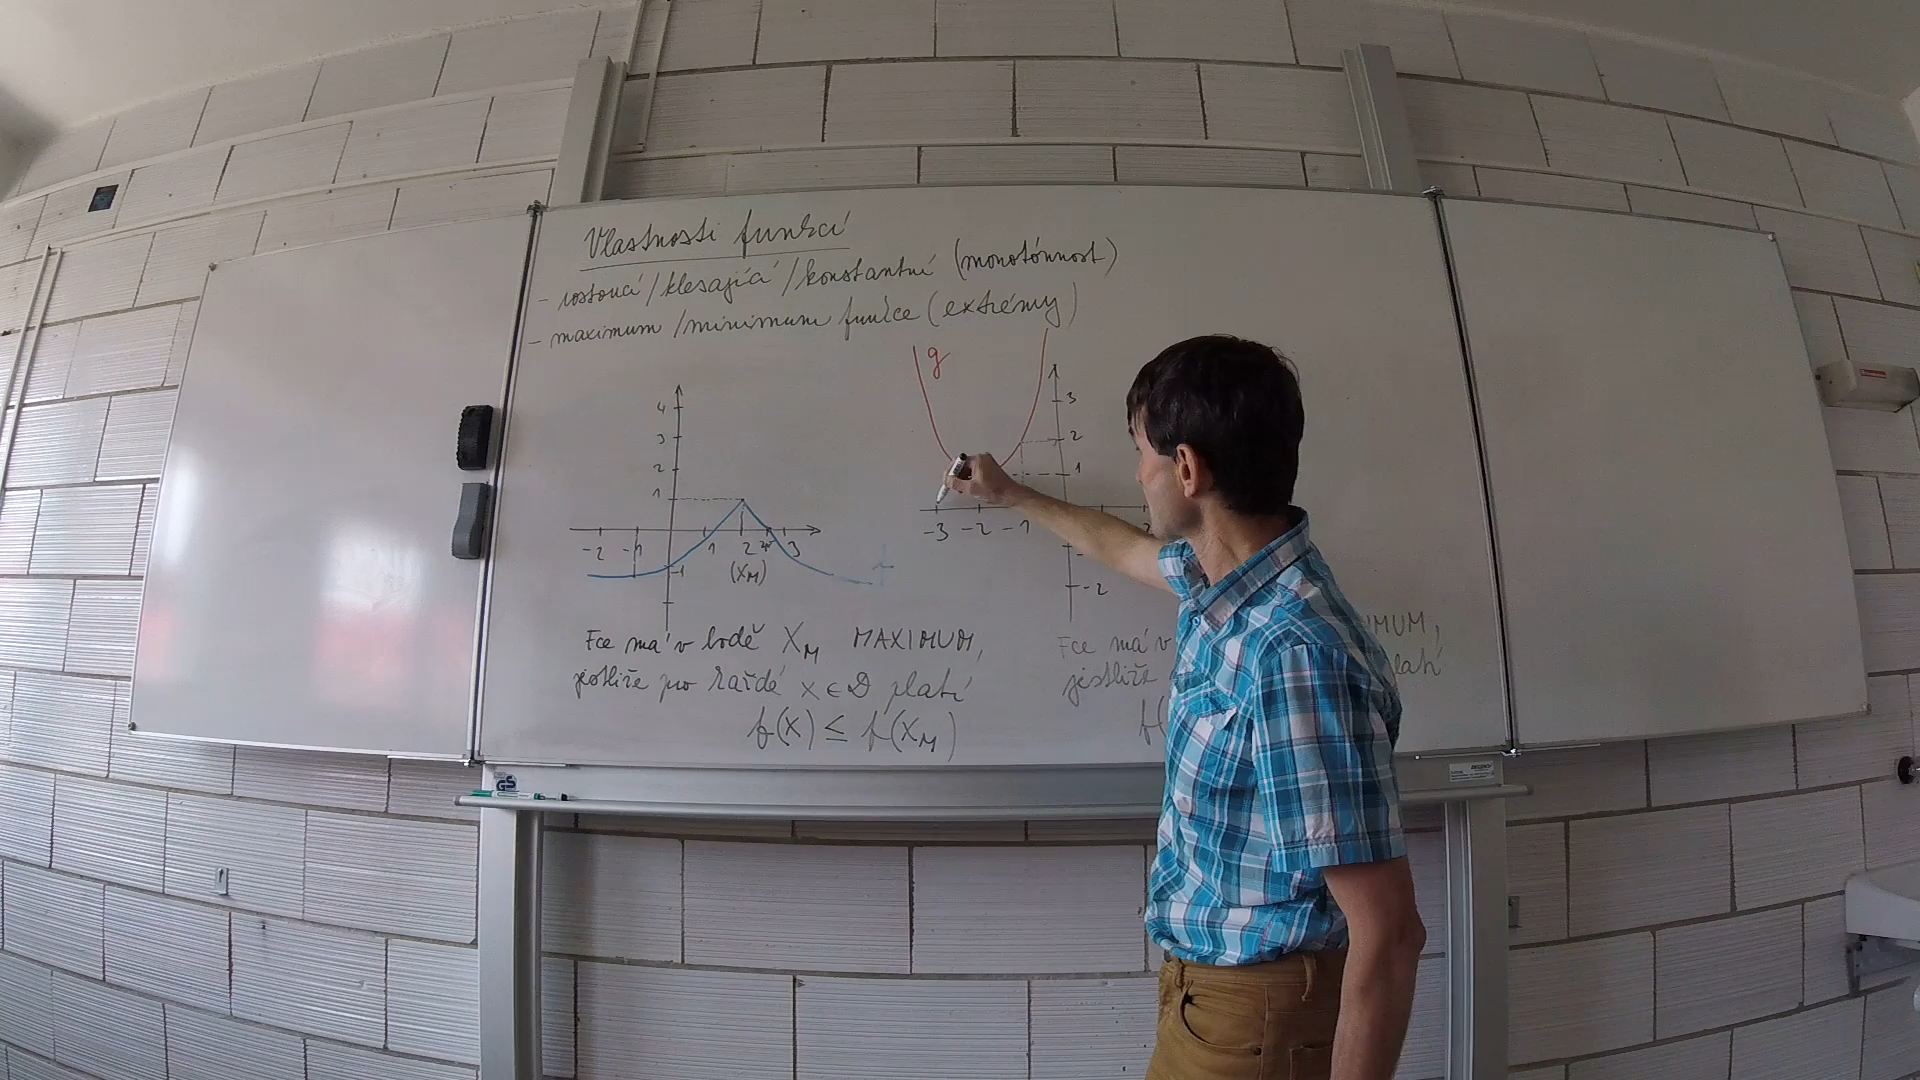 Vlastnosti funkcí
- rostoucí / klesající / konstantní (monotónnost)
- maximum / minimum funkce (extrémy)
g
4
3
2
1
-2 -1 1 2 3
(X_M)
-1
3
2
1
-3 -2 -1
-2
Fce má v bodě X_M MAXIMUM,
jestliže pro každé x ∈ D platí
f(x) ≤ f(X_M)
Fce má v
jestliže
GS